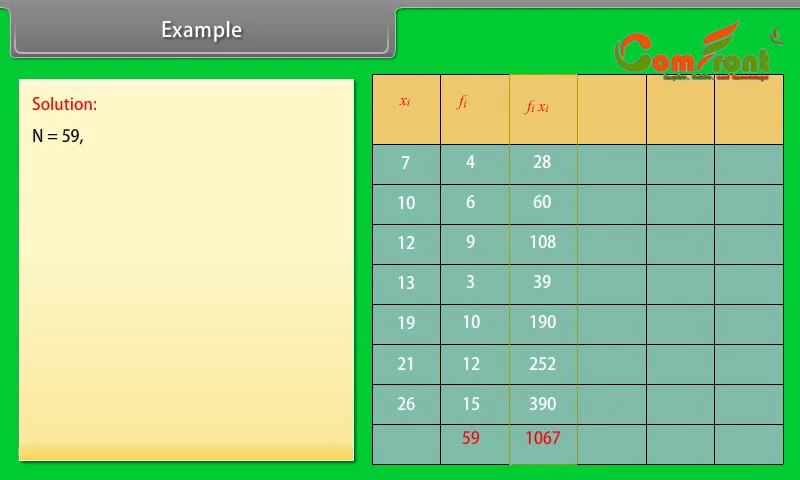 Example
Comfront
Solution:
N = 59,
xᵢ fᵢ fᵢ xᵢ
7 4 28
10 6 60
12 9 108
13 3 39
19 10 190
21 12 252
26 15 390
59 1067